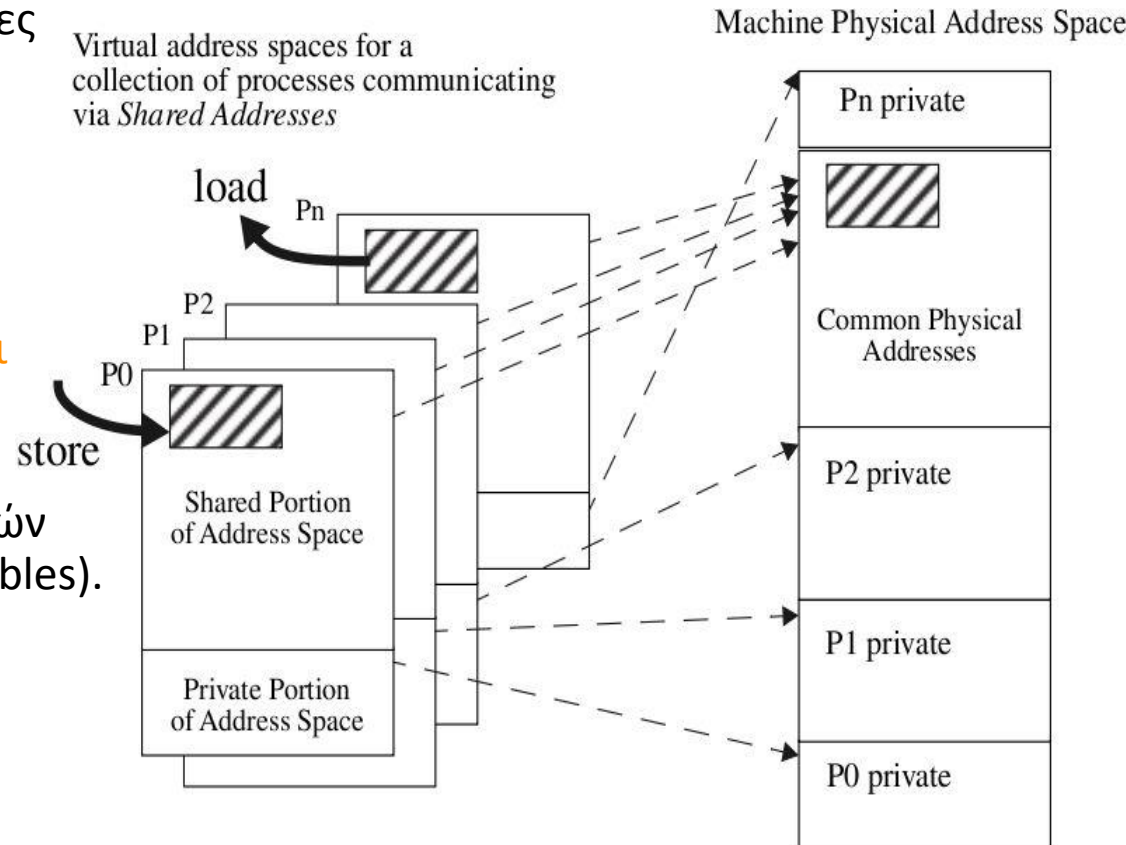 ες
Virtual address spaces for a
collection of processes communicating
via Shared Addresses
Machine Physical Address Space
load
Pn
P2
P1
P0
ι
store
ών
bles).
Shared Portion
of Address Space
Private Portion
of Address Space
Pn private
Common Physical
Addresses
P2 private
P1 private
P0 private